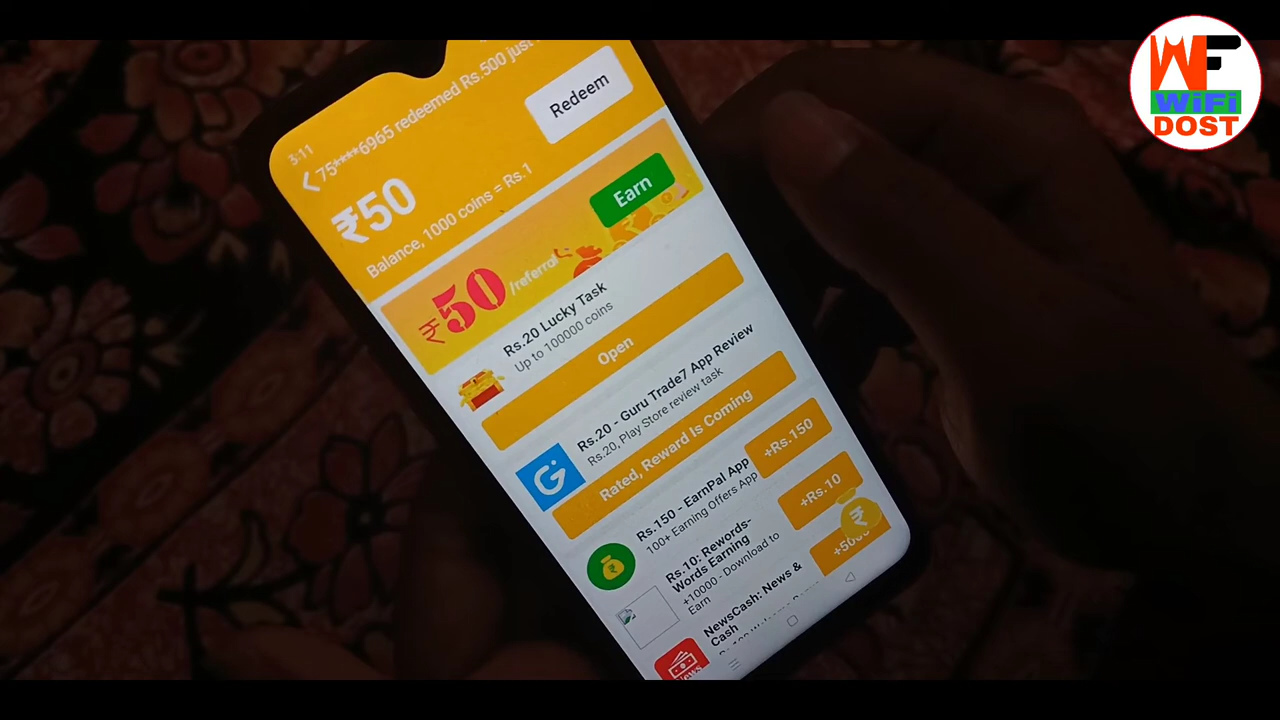 WF
WiFi
DOST
3:11
75****6965 redeemed Rs.500 just
₹50
Redeem
Balance, 1000 coins = Rs.1
₹50/referral
Earn
Rs.20 Lucky Task
Up to 100000 coins
Open
Rs.20 - Guru Trade7 App Review
Rs.20, Play Store review task
Rated, Reward Is Coming
Rs.150 - EarnPal App
100+ Earning Offers App
+Rs.150
Rs.10: Rewords-
Words Earning
+10000 - Download to
Earn
+Rs.10
NewsCash: News &
Cash
News